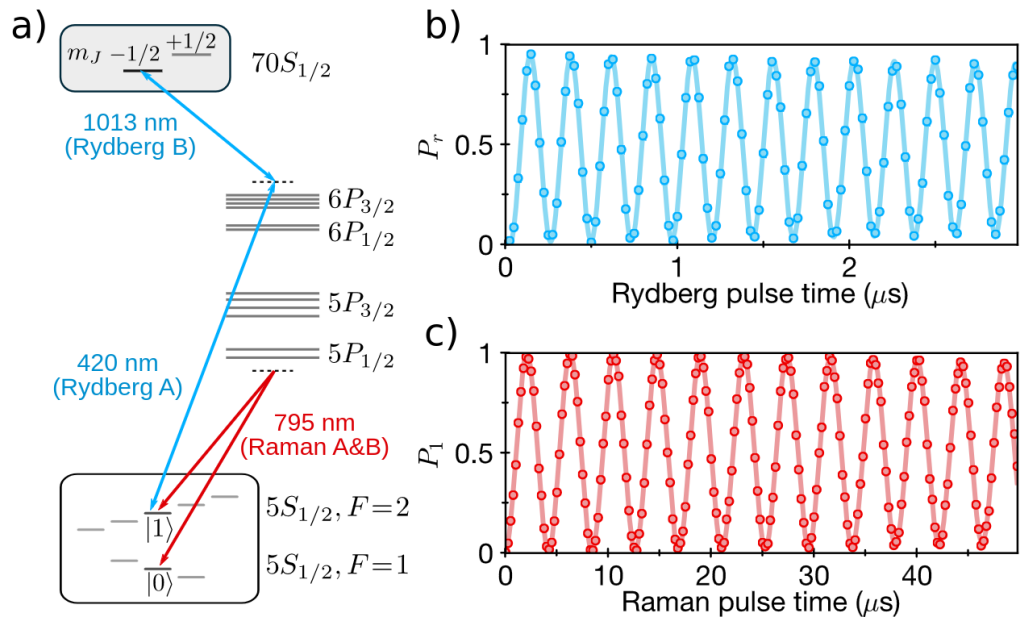 a)
m_J −1/2 +1/2
70S_{1/2}
1013 nm
(Rydberg B)
6P_{3/2}
6P_{1/2}
5P_{3/2}
5P_{1/2}
420 nm
(Rydberg A)
795 nm
(Raman A&B)
|1⟩
5S_{1/2}, F=2
|0⟩
5S_{1/2}, F=1
b)
1
0.5
0
P_r
0 1 2
Rydberg pulse time (μs)
c)
1
0.5
0
P_1
0 10 20 30 40
Raman pulse time (μs)